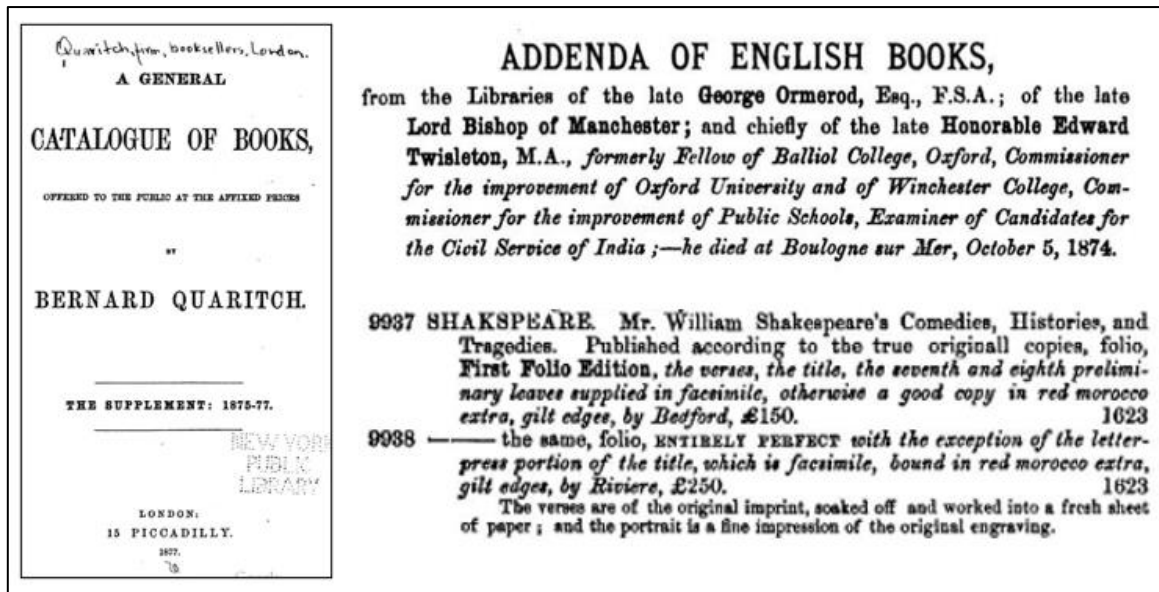 Quaritch, firm, booksellers, London.
A GENERAL
CATALOGUE OF BOOKS,
OFFERED TO THE PUBLIC AT THE AFFIXED PRICES
BY
BERNARD QUARITCH.
THE SUPPLEMENT: 1875-77.
NEW YORK
PUBLIC
LIBRARY
LONDON:
15 PICCADILLY.
1877.
ADDENDA OF ENGLISH BOOKS,
from the Libraries of the late George Ormerod, Esq., F.S.A.; of the late
Lord Bishop of Manchester; and chiefly of the late Honorable Edward
Twisleton, M.A., formerly Fellow of Balliol College, Oxford, Commissioner
for the improvement of Oxford University and of Winchester College, Com-
missioner for the improvement of Public Schools, Examiner of Candidates for
the Civil Service of India;—he died at Boulogne sur Mer, October 5, 1874.
9937 SHAKSPEARE. Mr. William Shakespeare's Comedies, Histories, and
Tragedies. Published according to the true originall copies, folio,
First Folio Edition, the verses, the title, the seventh and eighth prelimi-
nary leaves supplied in facsimile, otherwise a good copy in red morocco
extra, gilt edges, by Bedford, £150. 1623
9938 —— the same, folio, ENTIRELY PERFECT with the exception of the letter-
press portion of the title, which is facsimile, bound in red morocco extra,
gilt edges, by Riviere, £250. 1623
The verses are of the original imprint, soaked off and worked into a fresh sheet
of paper; and the portrait is a fine impression of the original engraving.